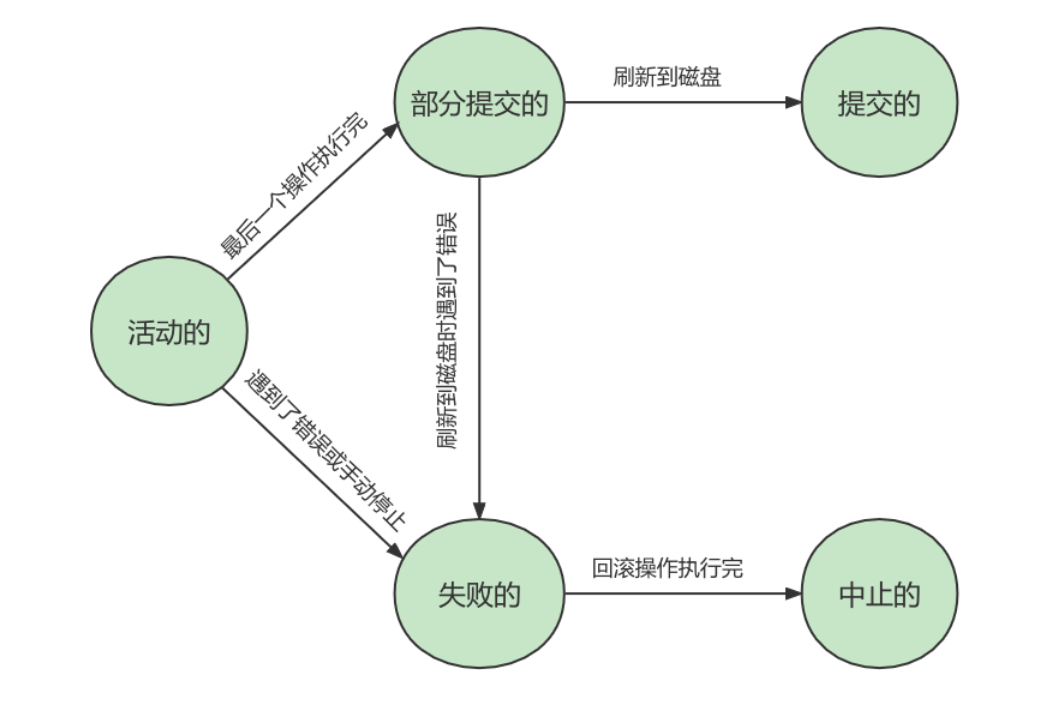 部分提交的
刷新到磁盘
提交的
最后一个操作执行完
刷新到磁盘时遇到了错误
活动的
遇到了错误或手动停止
失败的
回滚操作执行完
中止的